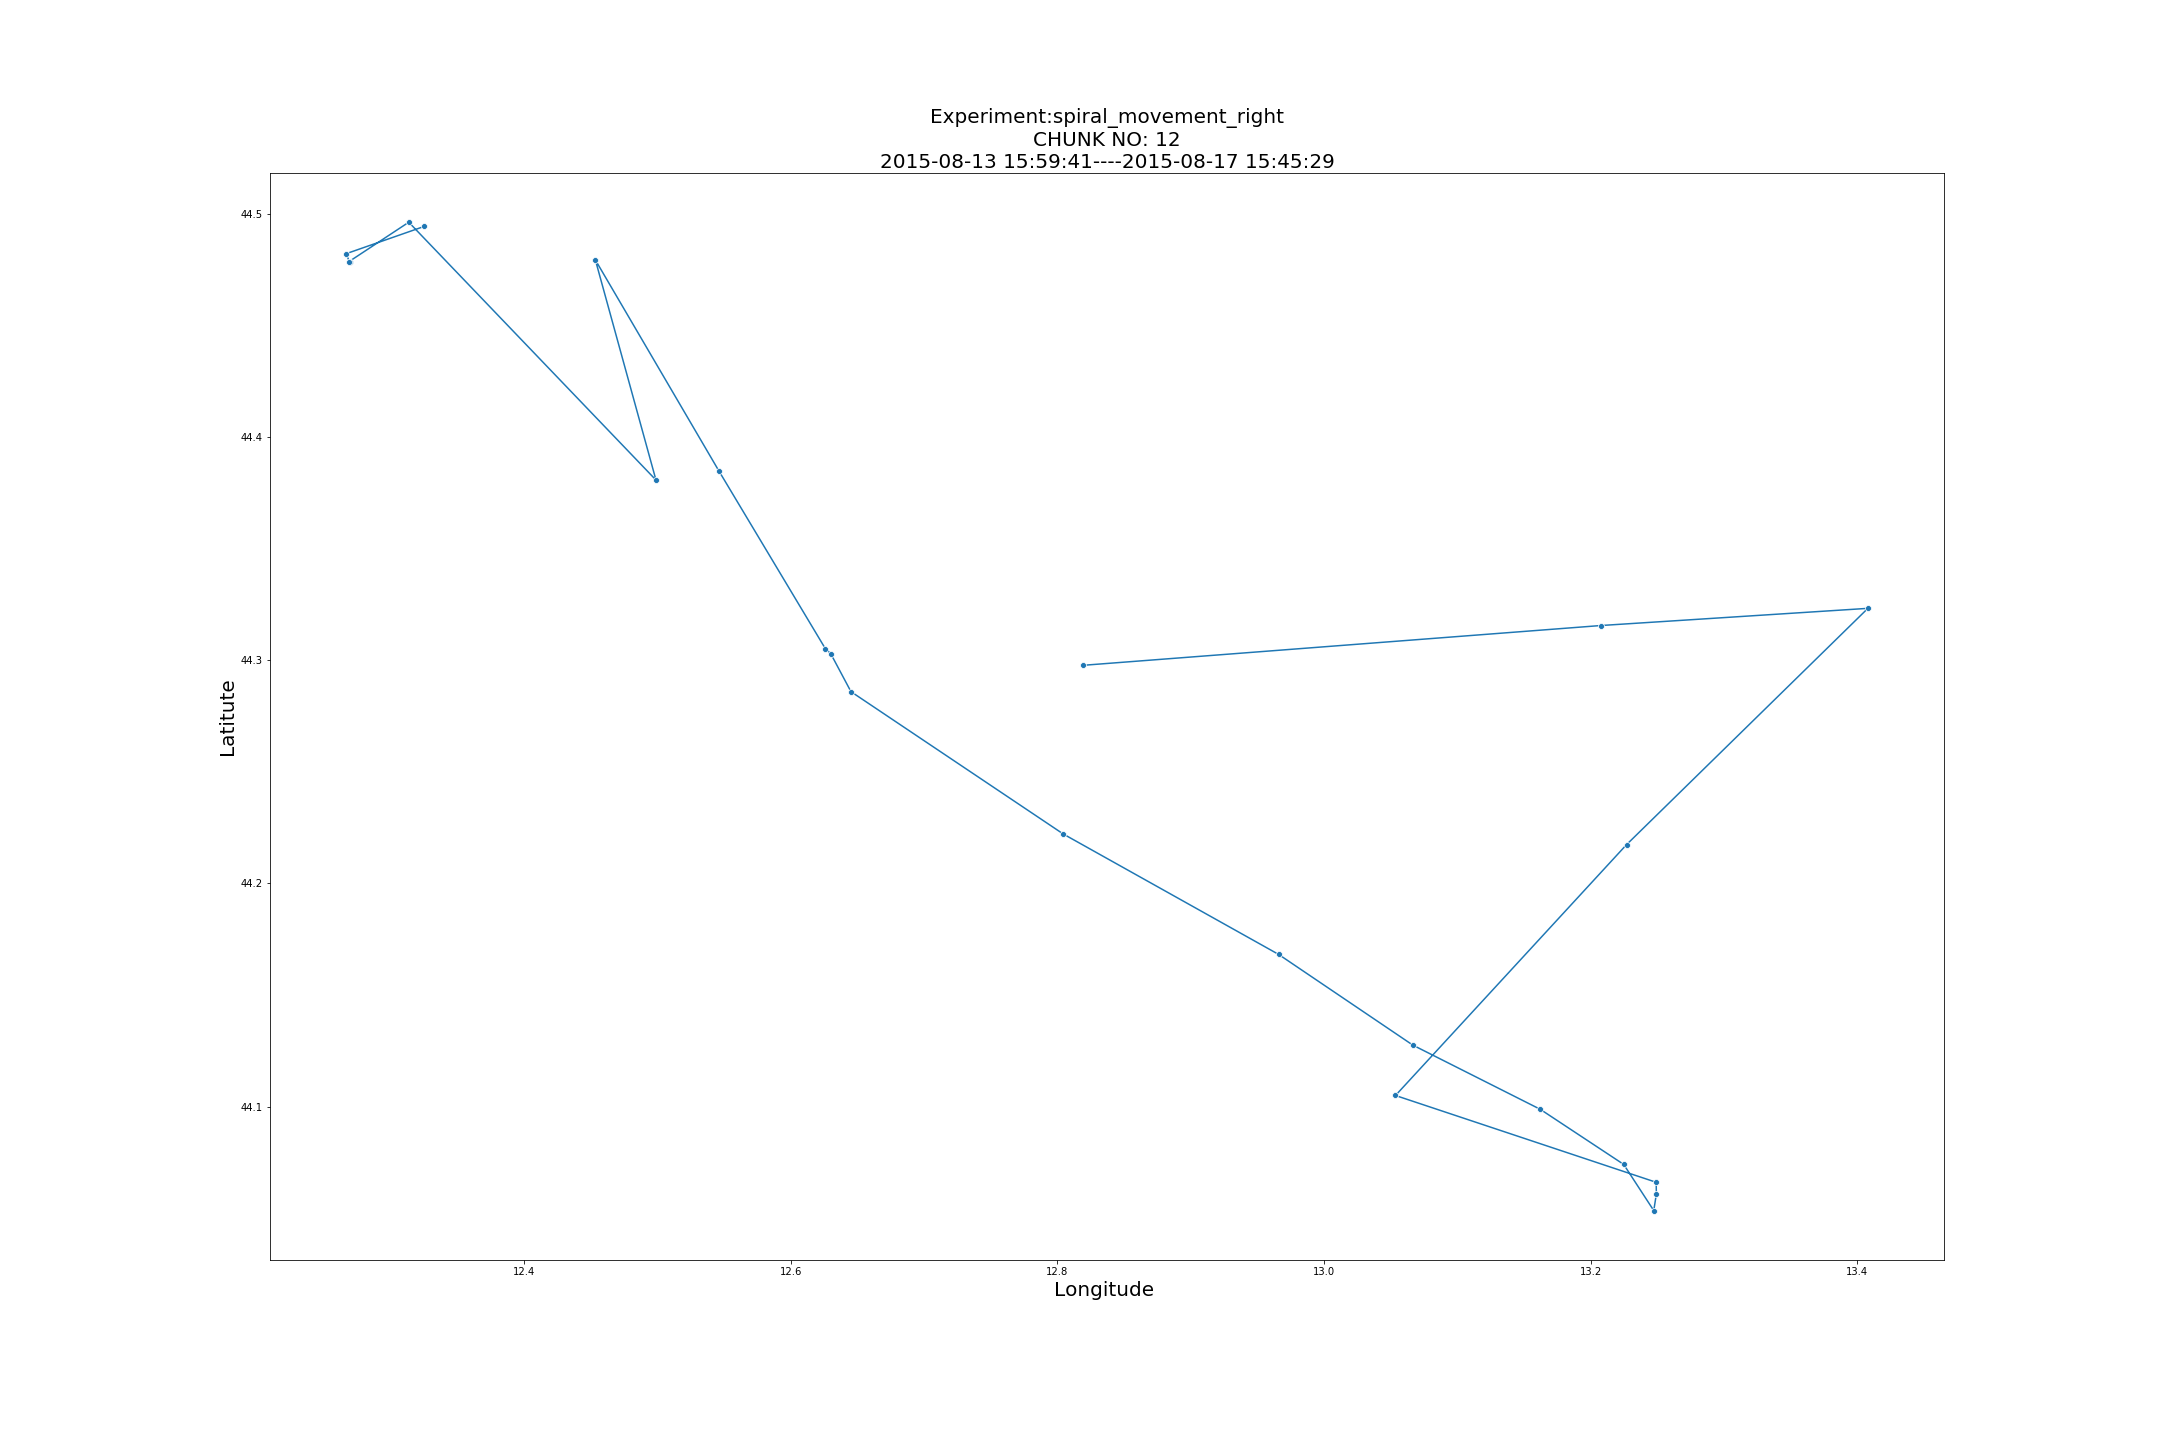 Experiment:spiral_movement_right
CHUNK NO: 12
2015-08-13 15:59:41----2015-08-17 15:45:29
44.5
44.4
44.3
44.2
44.1
Latitute
12.4 12.6 12.8 13.0 13.2 13.4
Longitude